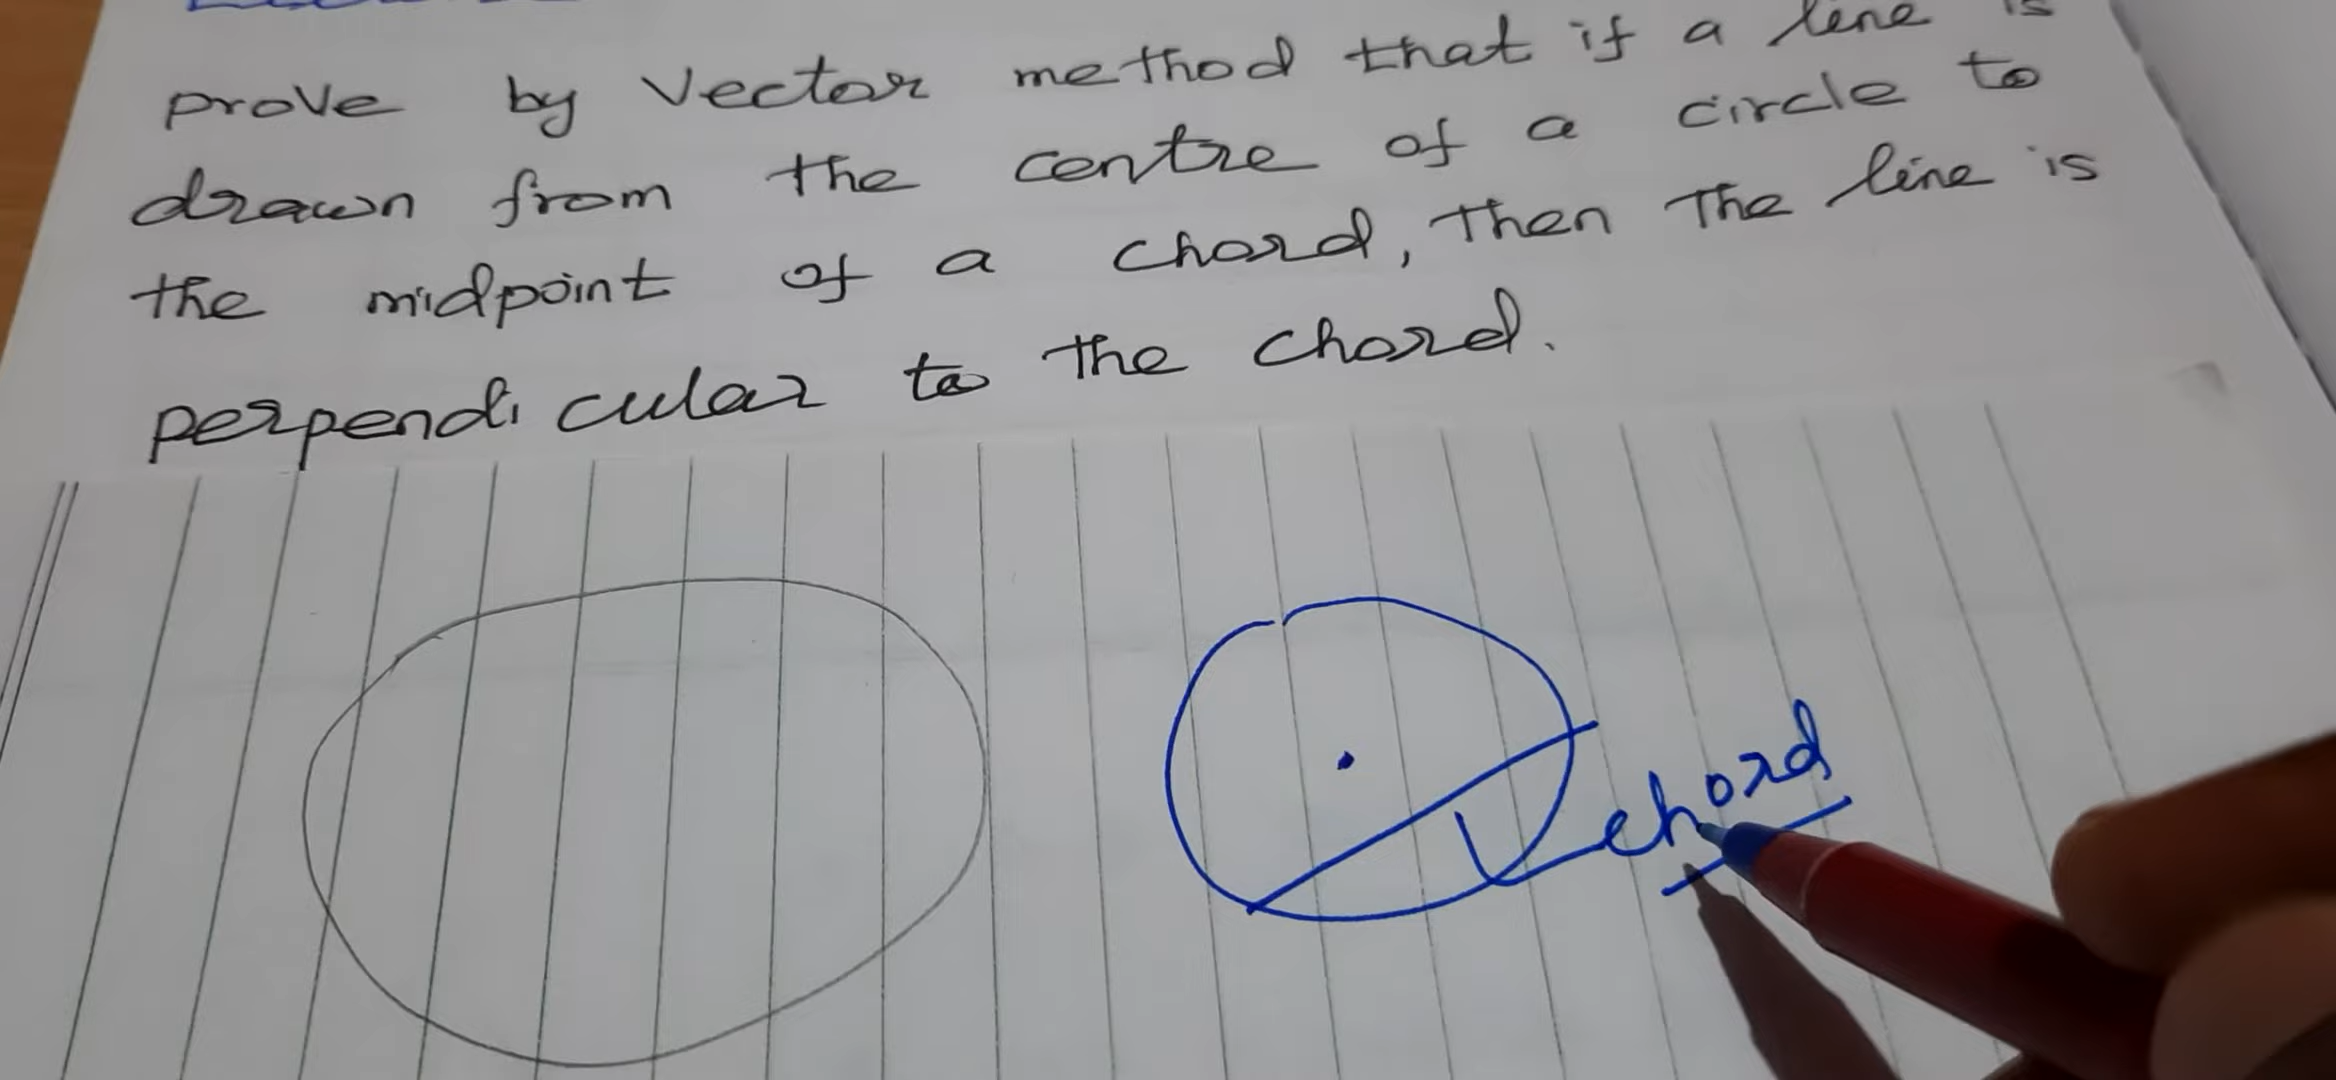 prove by Vector method that if a line is
drawn from the centre of a circle to
the midpoint of a chord, Then The line is
perpendicular to the chord.
chord